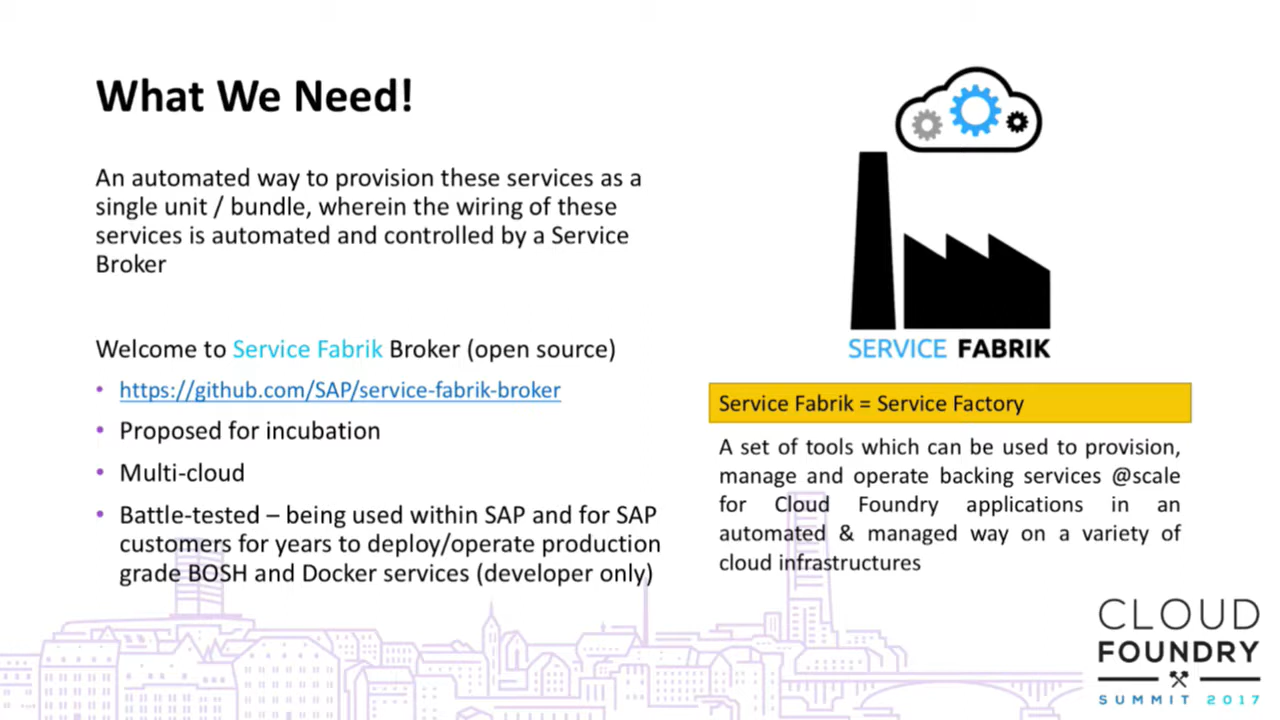 What We Need!
An automated way to provision these services as a
single unit / bundle, wherein the wiring of these
services is automated and controlled by a Service
Broker
Welcome to Service Fabrik Broker (open source)
• https://github.com/SAP/service-fabrik-broker
• Proposed for incubation
• Multi-cloud
• Battle-tested – being used within SAP and for SAP
customers for years to deploy/operate production
grade BOSH and Docker services (developer only)
SERVICE FABRIK
Service Fabrik = Service Factory
A set of tools which can be used to provision,
manage and operate backing services @scale
for Cloud Foundry applications in an
automated & managed way on a variety of
cloud infrastructures
CLOUD
FOUNDRY
SUMMIT 2017